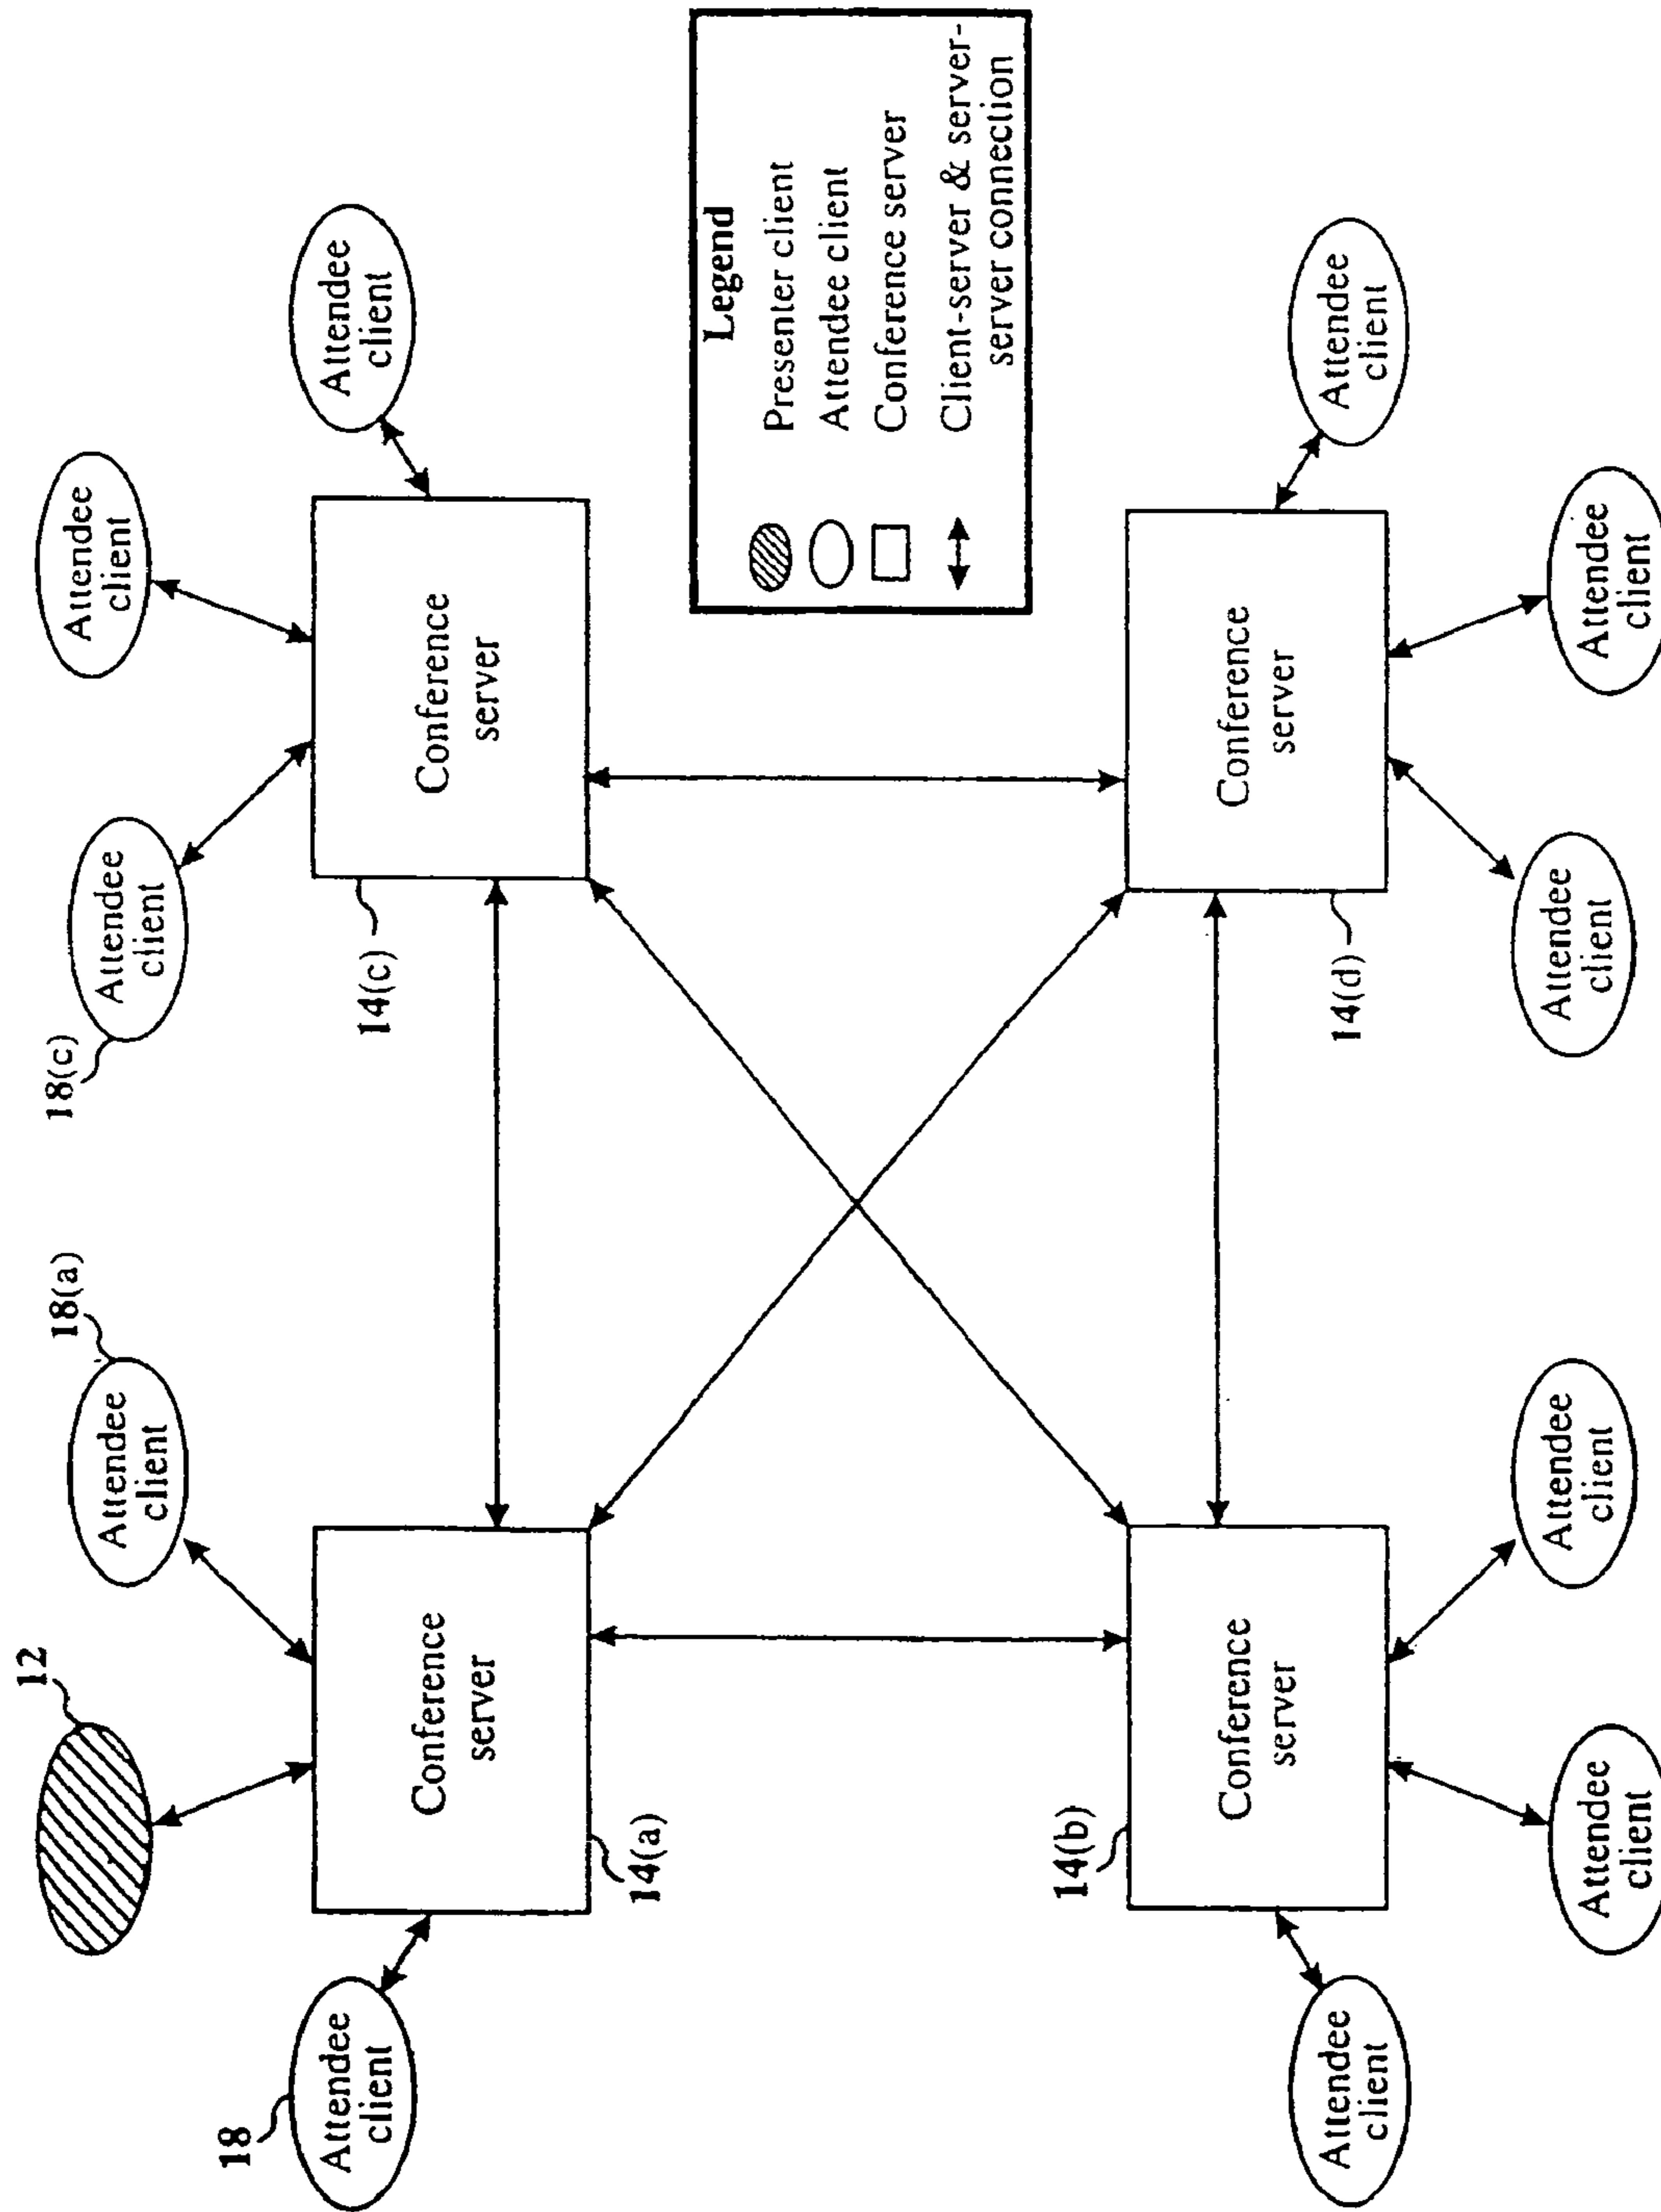 12
18(a)
18(c)
Attendee
client
Attendee
client
Attendee
client
18
Attendee
client
Attendee
client
Conference
server
14(c)
Conference
server
14(a)
Legend
Presenter client
Attendee client
Conference server
Client-server & server-
server connection
14(b)
Conference
server
Conference
server
14(d)
Attendee
client
Attendee
client
Attendee
client
Attendee
client
Attendee
client
Attendee
client